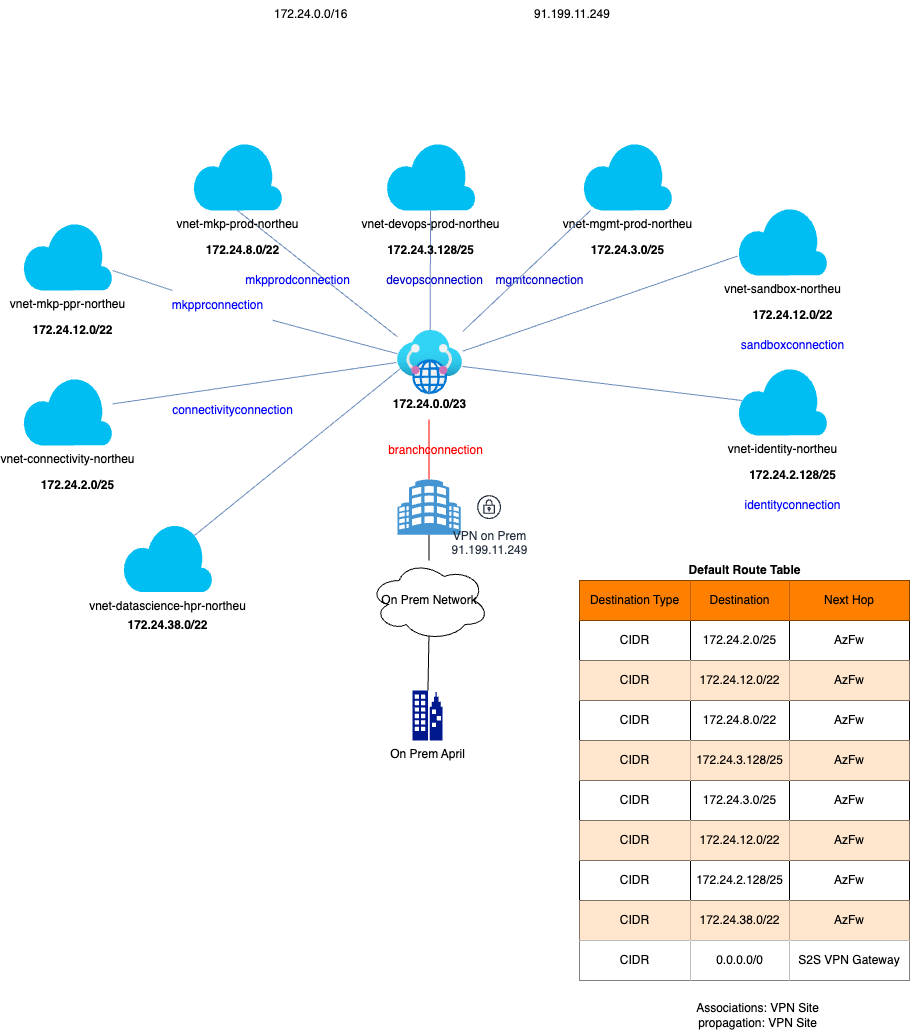 172.24.0.0/16
91.199.11.249
vnet-mkp-prod-northeu
172.24.8.0/22
mkpprodconnection
vnet-devops-prod-northeu
172.24.3.128/25
devopsconnection
vnet-mgmt-prod-northeu
172.24.3.0/25
mgmtconnection
vnet-mkp-ppr-northeu
172.24.12.0/22
mkpprconnection
vnet-sandbox-northeu
172.24.12.0/22
sandboxconnection
172.24.0.0/23
connectivityconnection
vnet-connectivity-northeu
172.24.2.0/25
vnet-identity-northeu
172.24.2.128/25
identityconnection
branchconnection
VPN on Prem
91.199.11.249
vnet-datascience-hpr-northeu
172.24.38.0/22
On Prem Network
On Prem April
Default Route Table
Destination Type Destination Next Hop
CIDR 172.24.2.0/25 AzFw
CIDR 172.24.12.0/22 AzFw
CIDR 172.24.8.0/22 AzFw
CIDR 172.24.3.128/25 AzFw
CIDR 172.24.3.0/25 AzFw
CIDR 172.24.12.0/22 AzFw
CIDR 172.24.2.128/25 AzFw
CIDR 172.24.38.0/22 AzFw
CIDR 0.0.0.0/0 S2S VPN Gateway
Associations: VPN Site
propagation: VPN Site